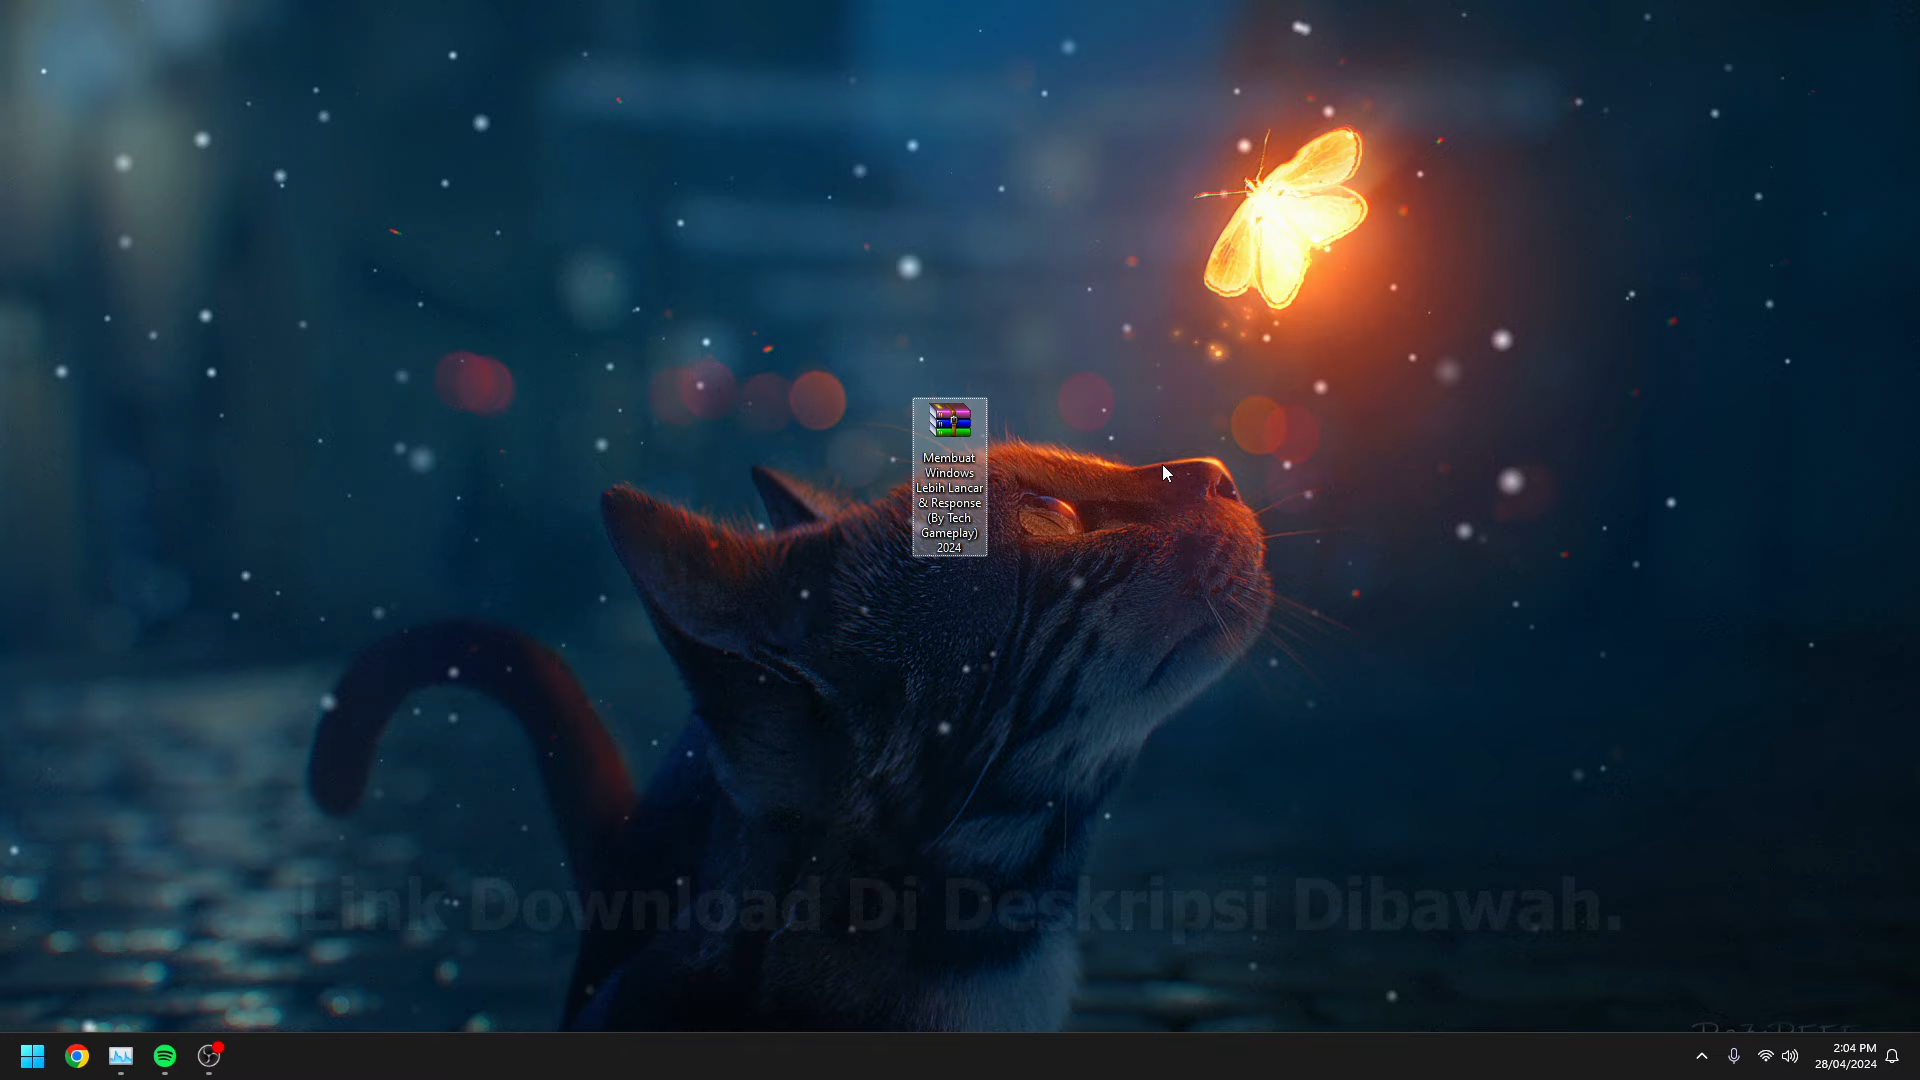 Membuat
Windows
Lebih Lancar
& Response
(By Tech
Gameplay)
2024
Link Download Di Deskripsi Dibawah.
2:04 PM
28/04/2024